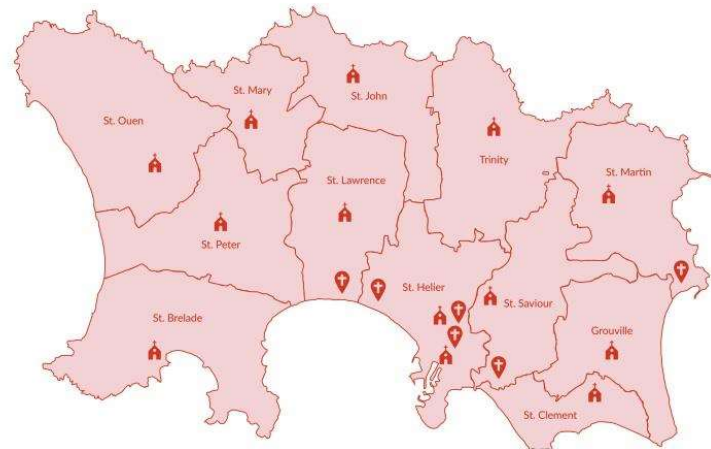 St. Mary
St. John
St. Ouen
Trinity
St. Lawrence
St. Martin
St. Peter
St. Helier
St. Saviour
St. Brelade
Grouville
St. Clement